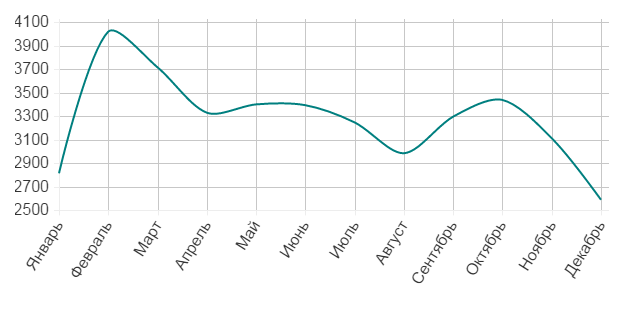 4100
3900
3700
3500
3300
3100
2900
2700
2500
Январь
Февраль
Март
Апрель
Май
Июнь
Июль
Август
Сентябрь
Октябрь
Ноябрь
Декабрь